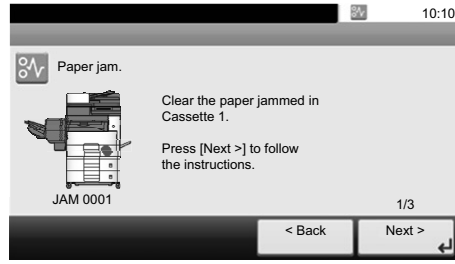 10:10
Paper jam.
Clear the paper jammed in
Cassette 1.
Press [Next >] to follow
the instructions.
JAM 0001
1/3
< Back
Next >